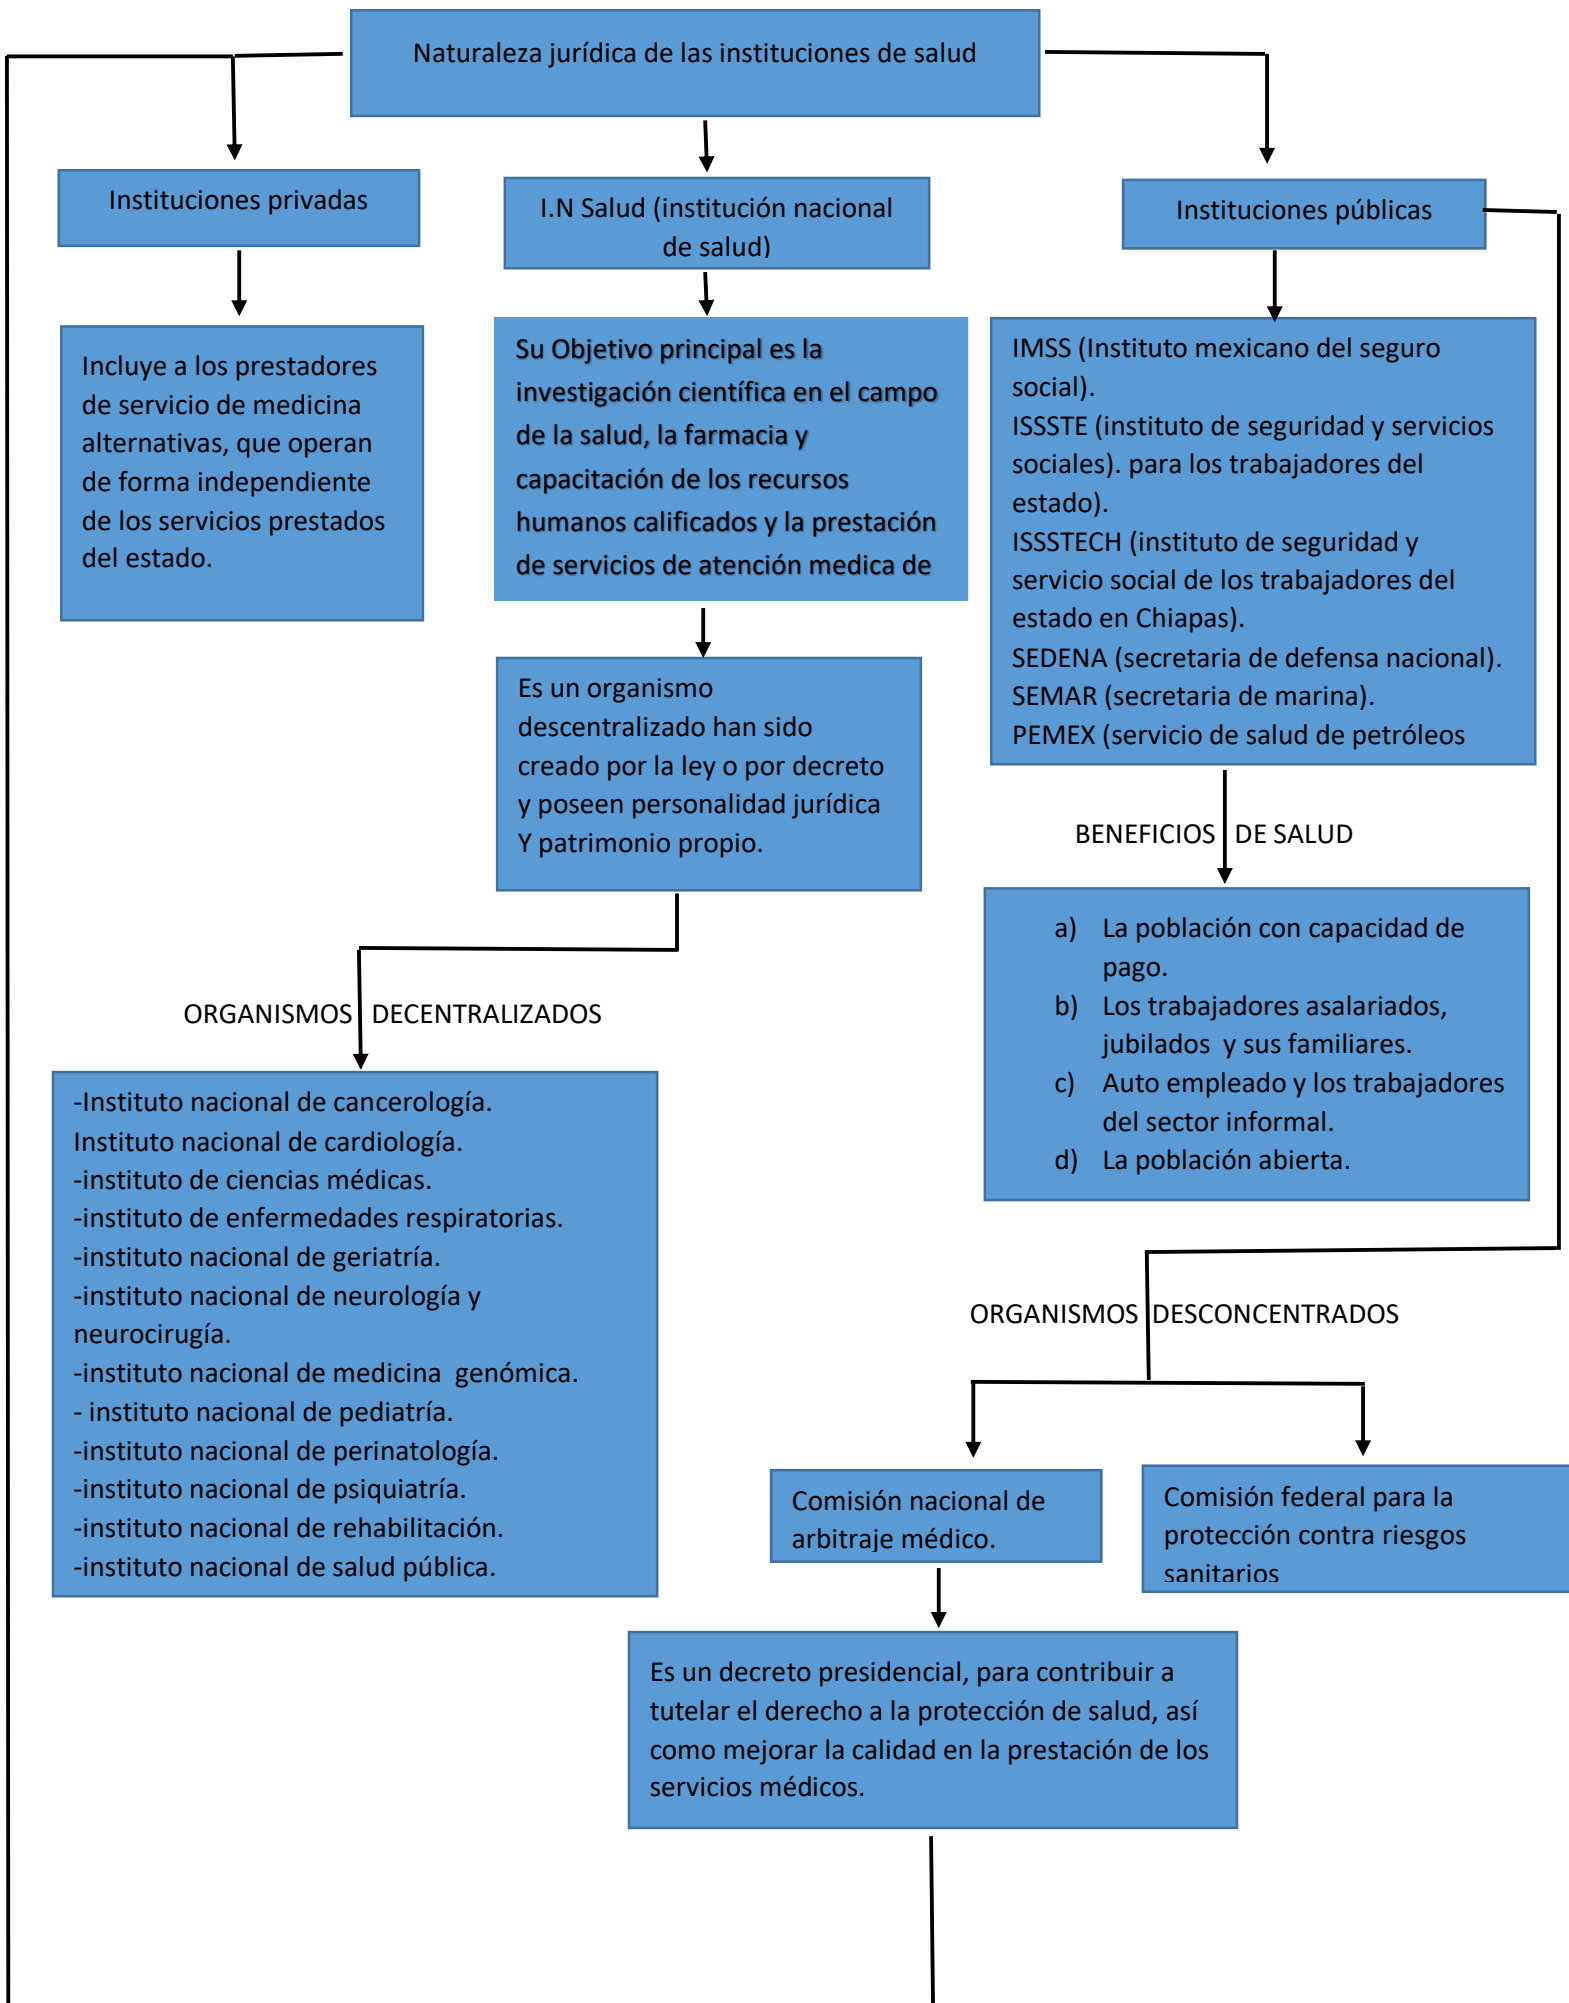 Naturaleza jurídica de las instituciones de salud
Instituciones privadas
I.N Salud (institución nacional
de salud)
Instituciones públicas
Incluye a los prestadores
de servicio de medicina
alternativas, que operan
de forma independiente
de los servicios prestados
del estado.
Su Objetivo principal es la
investigación científica en el campo
de la salud, la farmacia y
capacitación de los recursos
humanos calificados y la prestación
de servicios de atención medica de
IMSS (Instituto mexicano del seguro
social).
ISSSTE (instituto de seguridad y servicios
sociales). para los trabajadores del
estado).
ISSSTECH (instituto de seguridad y
servicio social de los trabajadores del
estado en Chiapas).
SEDENA (secretaria de defensa nacional).
SEMAR (secretaria de marina).
PEMEX (servicio de salud de petróleos
Es un organismo
descentralizado han sido
creado por la ley o por decreto
y poseen personalidad jurídica
Y patrimonio propio.
BENEFICIOS DE SALUD
a) La población con capacidad de
pago.
b) Los trabajadores asalariados,
jubilados  y sus familiares.
c) Auto empleado y los trabajadores
del sector informal.
d) La población abierta.
ORGANISMOS DECENTRALIZADOS
-Instituto nacional de cancerología.
Instituto nacional de cardiología.
-instituto de ciencias médicas.
-instituto de enfermedades respiratorias.
-instituto nacional de geriatría.
-instituto nacional de neurología y
neurocirugía.
-instituto nacional de medicina  genómica.
- instituto nacional de pediatría.
-instituto nacional de perinatología.
-instituto nacional de psiquiatría.
-instituto nacional de rehabilitación.
-instituto nacional de salud pública.
ORGANISMOS DESCONCENTRADOS
Comisión nacional de
arbitraje médico.
Comisión federal para la
protección contra riesgos
sanitarios
Es un decreto presidencial, para contribuir a
tutelar el derecho a la protección de salud, así
como mejorar la calidad en la prestación de los
servicios médicos.